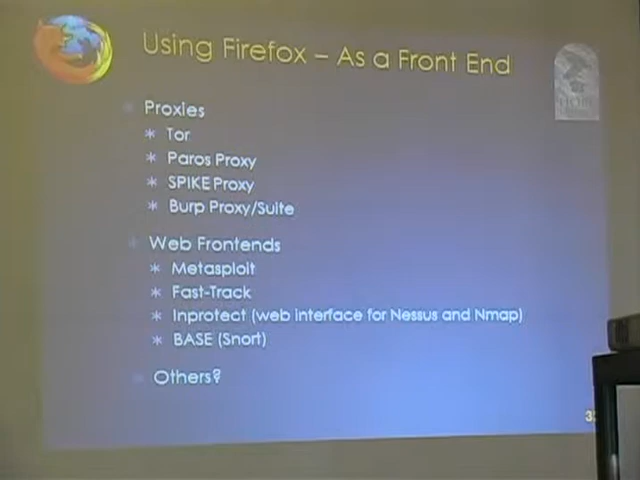 Using Firefox – As a Front End
Proxies
* Tor
* Paros Proxy
* SPIKE Proxy
* Burp Proxy/Suite
Web Frontends
* Metasploit
* Fast-Track
* Inprotect (web interface for Nessus and Nmap)
* BASE (Snort)
Others?